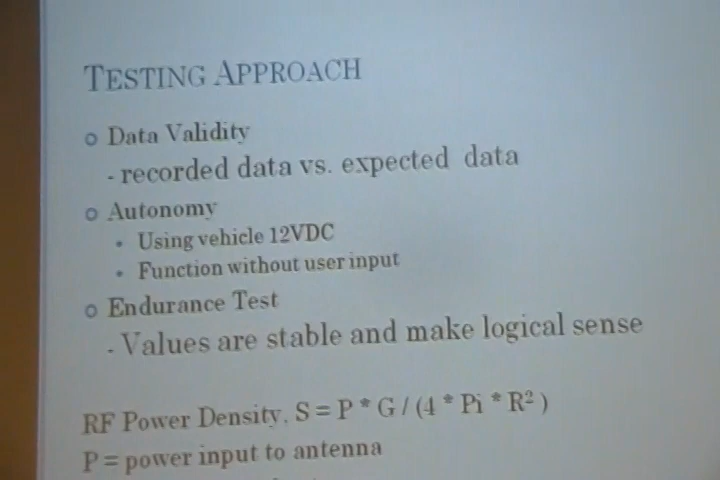 TESTING APPROACH
Data Validity
- recorded data vs. expected data
Autonomy
Using vehicle 12VDC
Function without user input
Endurance Test
- Values are stable and make logical sense
RF Power Density, S = P * G / (4 * Pi * R² )
P = power input to antenna